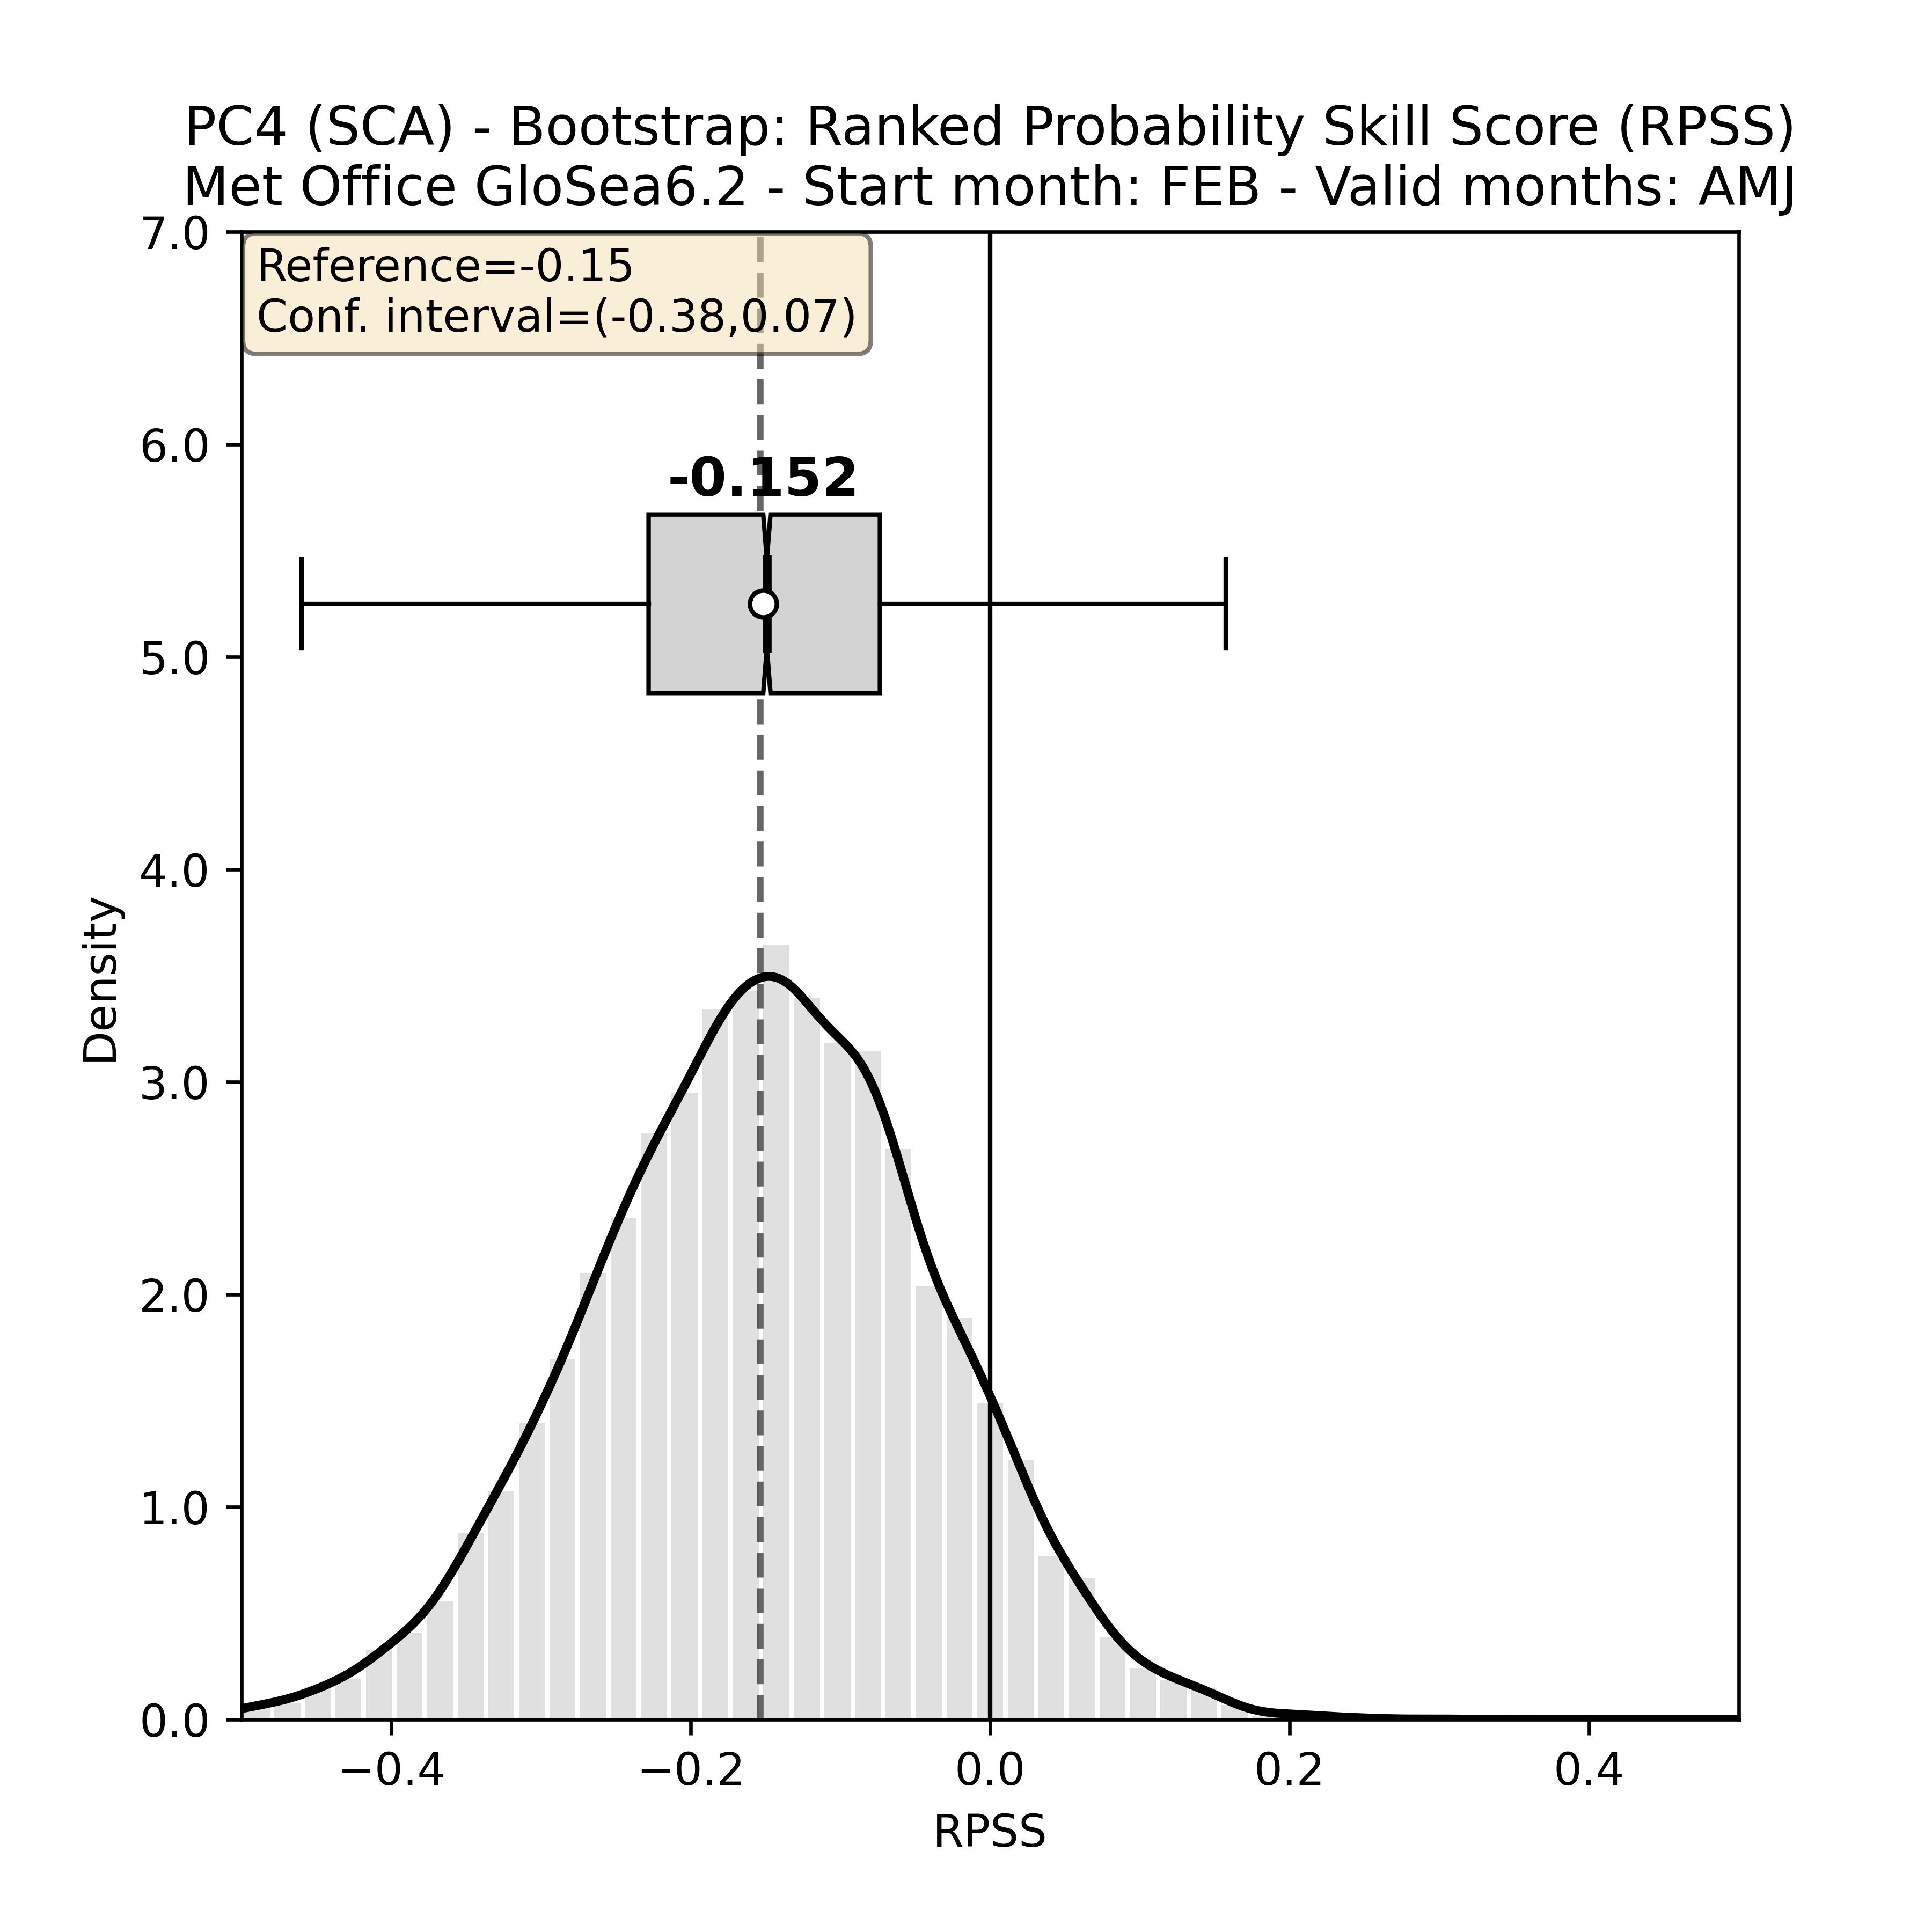 PC4 (SCA) - Bootstrap: Ranked Probability Skill Score (RPSS)
Met Office GloSea6.2 - Start month: FEB - Valid months: AMJ
7.0
Reference=-0.15
Conf. interval=(-0.38,0.07)
6.0
-0.152
5.0
4.0
Density
3.0
2.0
1.0
0.0
−0.4 −0.2 0.0 0.2 0.4
RPSS